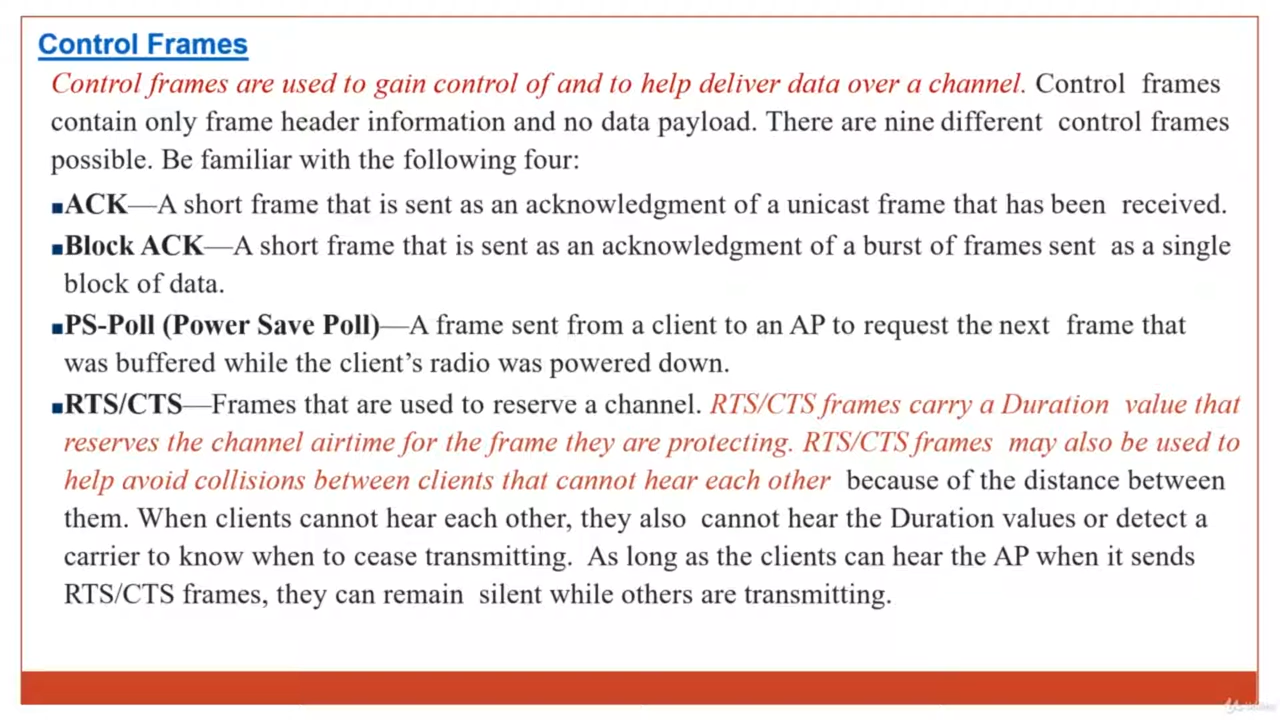 Control Frames
Control frames are used to gain control of and to help deliver data over a channel. Control frames
contain only frame header information and no data payload. There are nine different control frames
possible. Be familiar with the following four:
■ACK—A short frame that is sent as an acknowledgment of a unicast frame that has been received.
■Block ACK—A short frame that is sent as an acknowledgment of a burst of frames sent as a single
block of data.
■PS-Poll (Power Save Poll)—A frame sent from a client to an AP to request the next frame that
was buffered while the client’s radio was powered down.
■RTS/CTS—Frames that are used to reserve a channel. RTS/CTS frames carry a Duration value that
reserves the channel airtime for the frame they are protecting. RTS/CTS frames may also be used to
help avoid collisions between clients that cannot hear each other because of the distance between
them. When clients cannot hear each other, they also cannot hear the Duration values or detect a
carrier to know when to cease transmitting. As long as the clients can hear the AP when it sends
RTS/CTS frames, they can remain silent while others are transmitting.